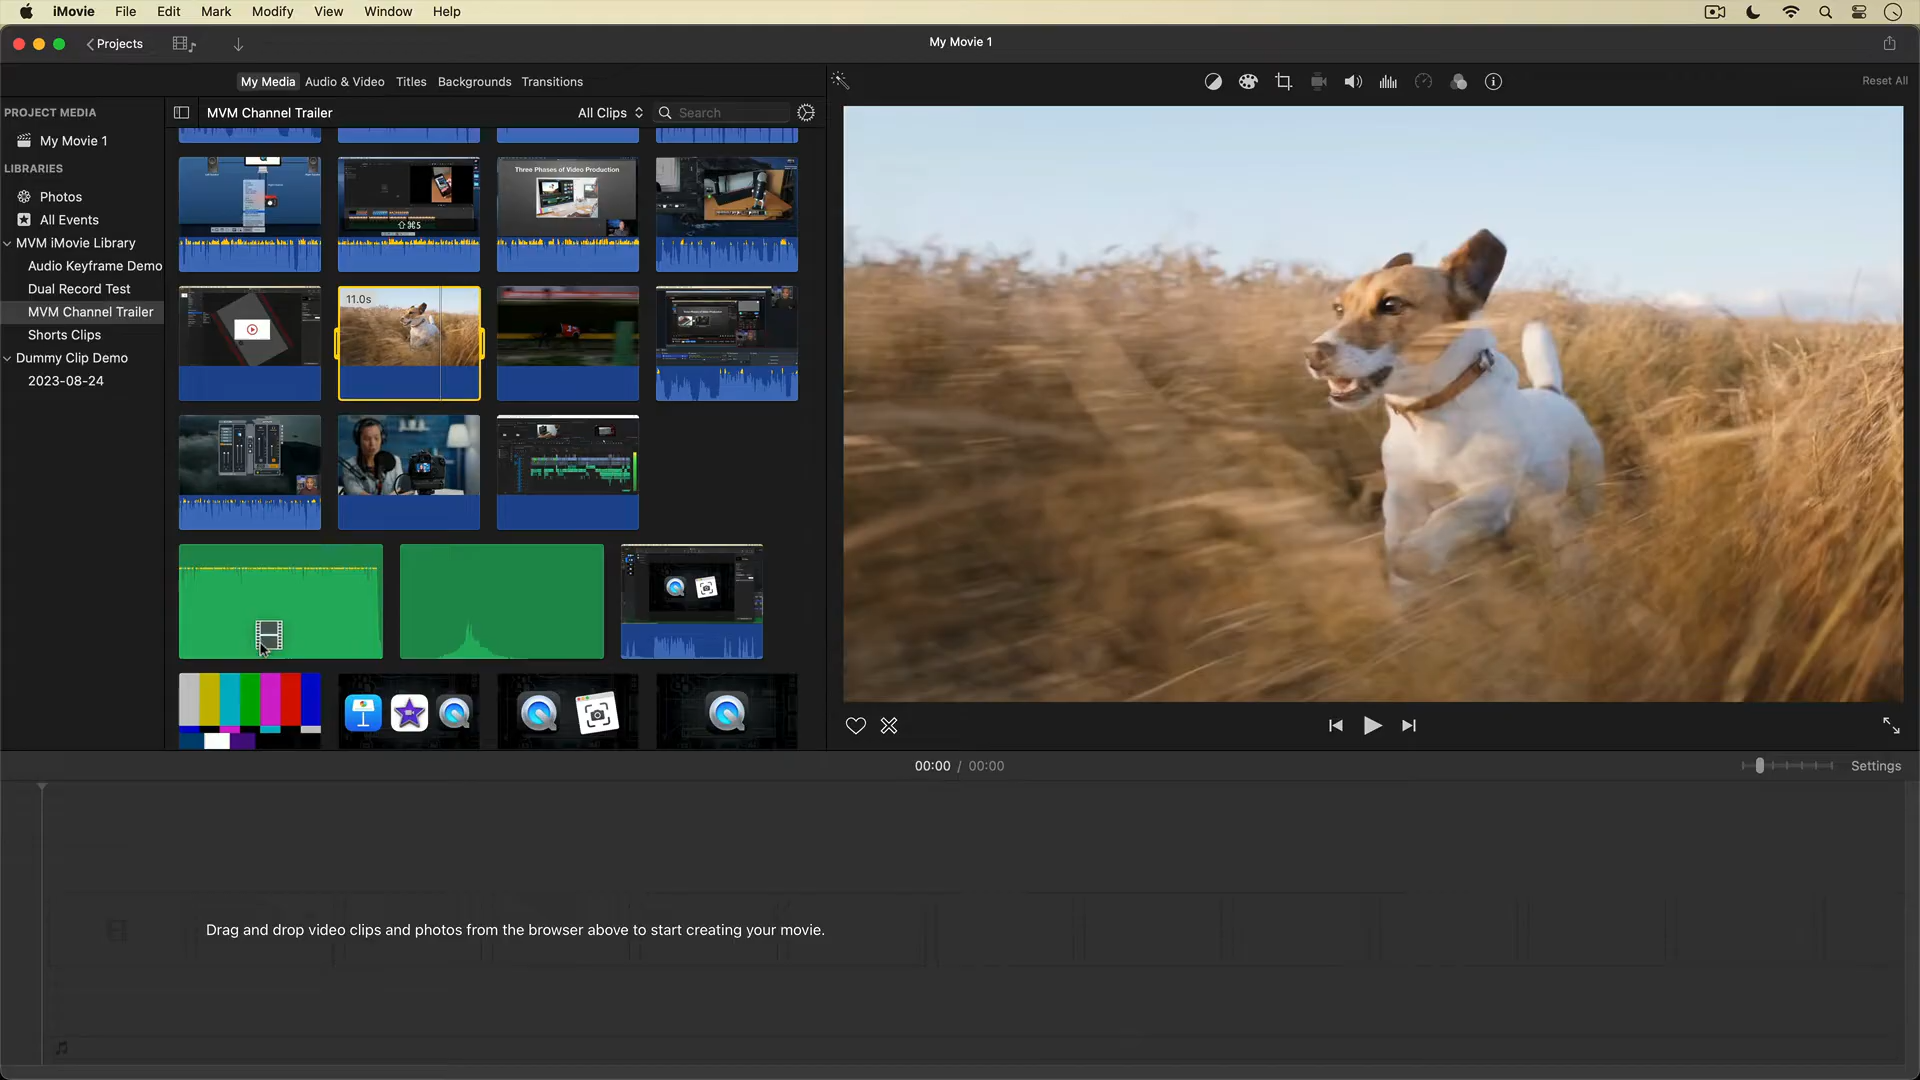 iMovie File Edit Mark Modify View Window Help
Projects
My Movie 1
My Media Audio & Video Titles Backgrounds Transitions
Reset All
PROJECT MEDIA
My Movie 1
LIBRARIES
Photos
All Events
MVM iMovie Library
Audio Keyframe Demo
Dual Record Test
MVM Channel Trailer
Shorts Clips
Dummy Clip Demo
2023-08-24
MVM Channel Trailer All Clips Search
⇧⌘5
Three Phases of Video Production
11.0s
00:00 / 00:00
Settings
Drag and drop video clips and photos from the browser above to start creating your movie.